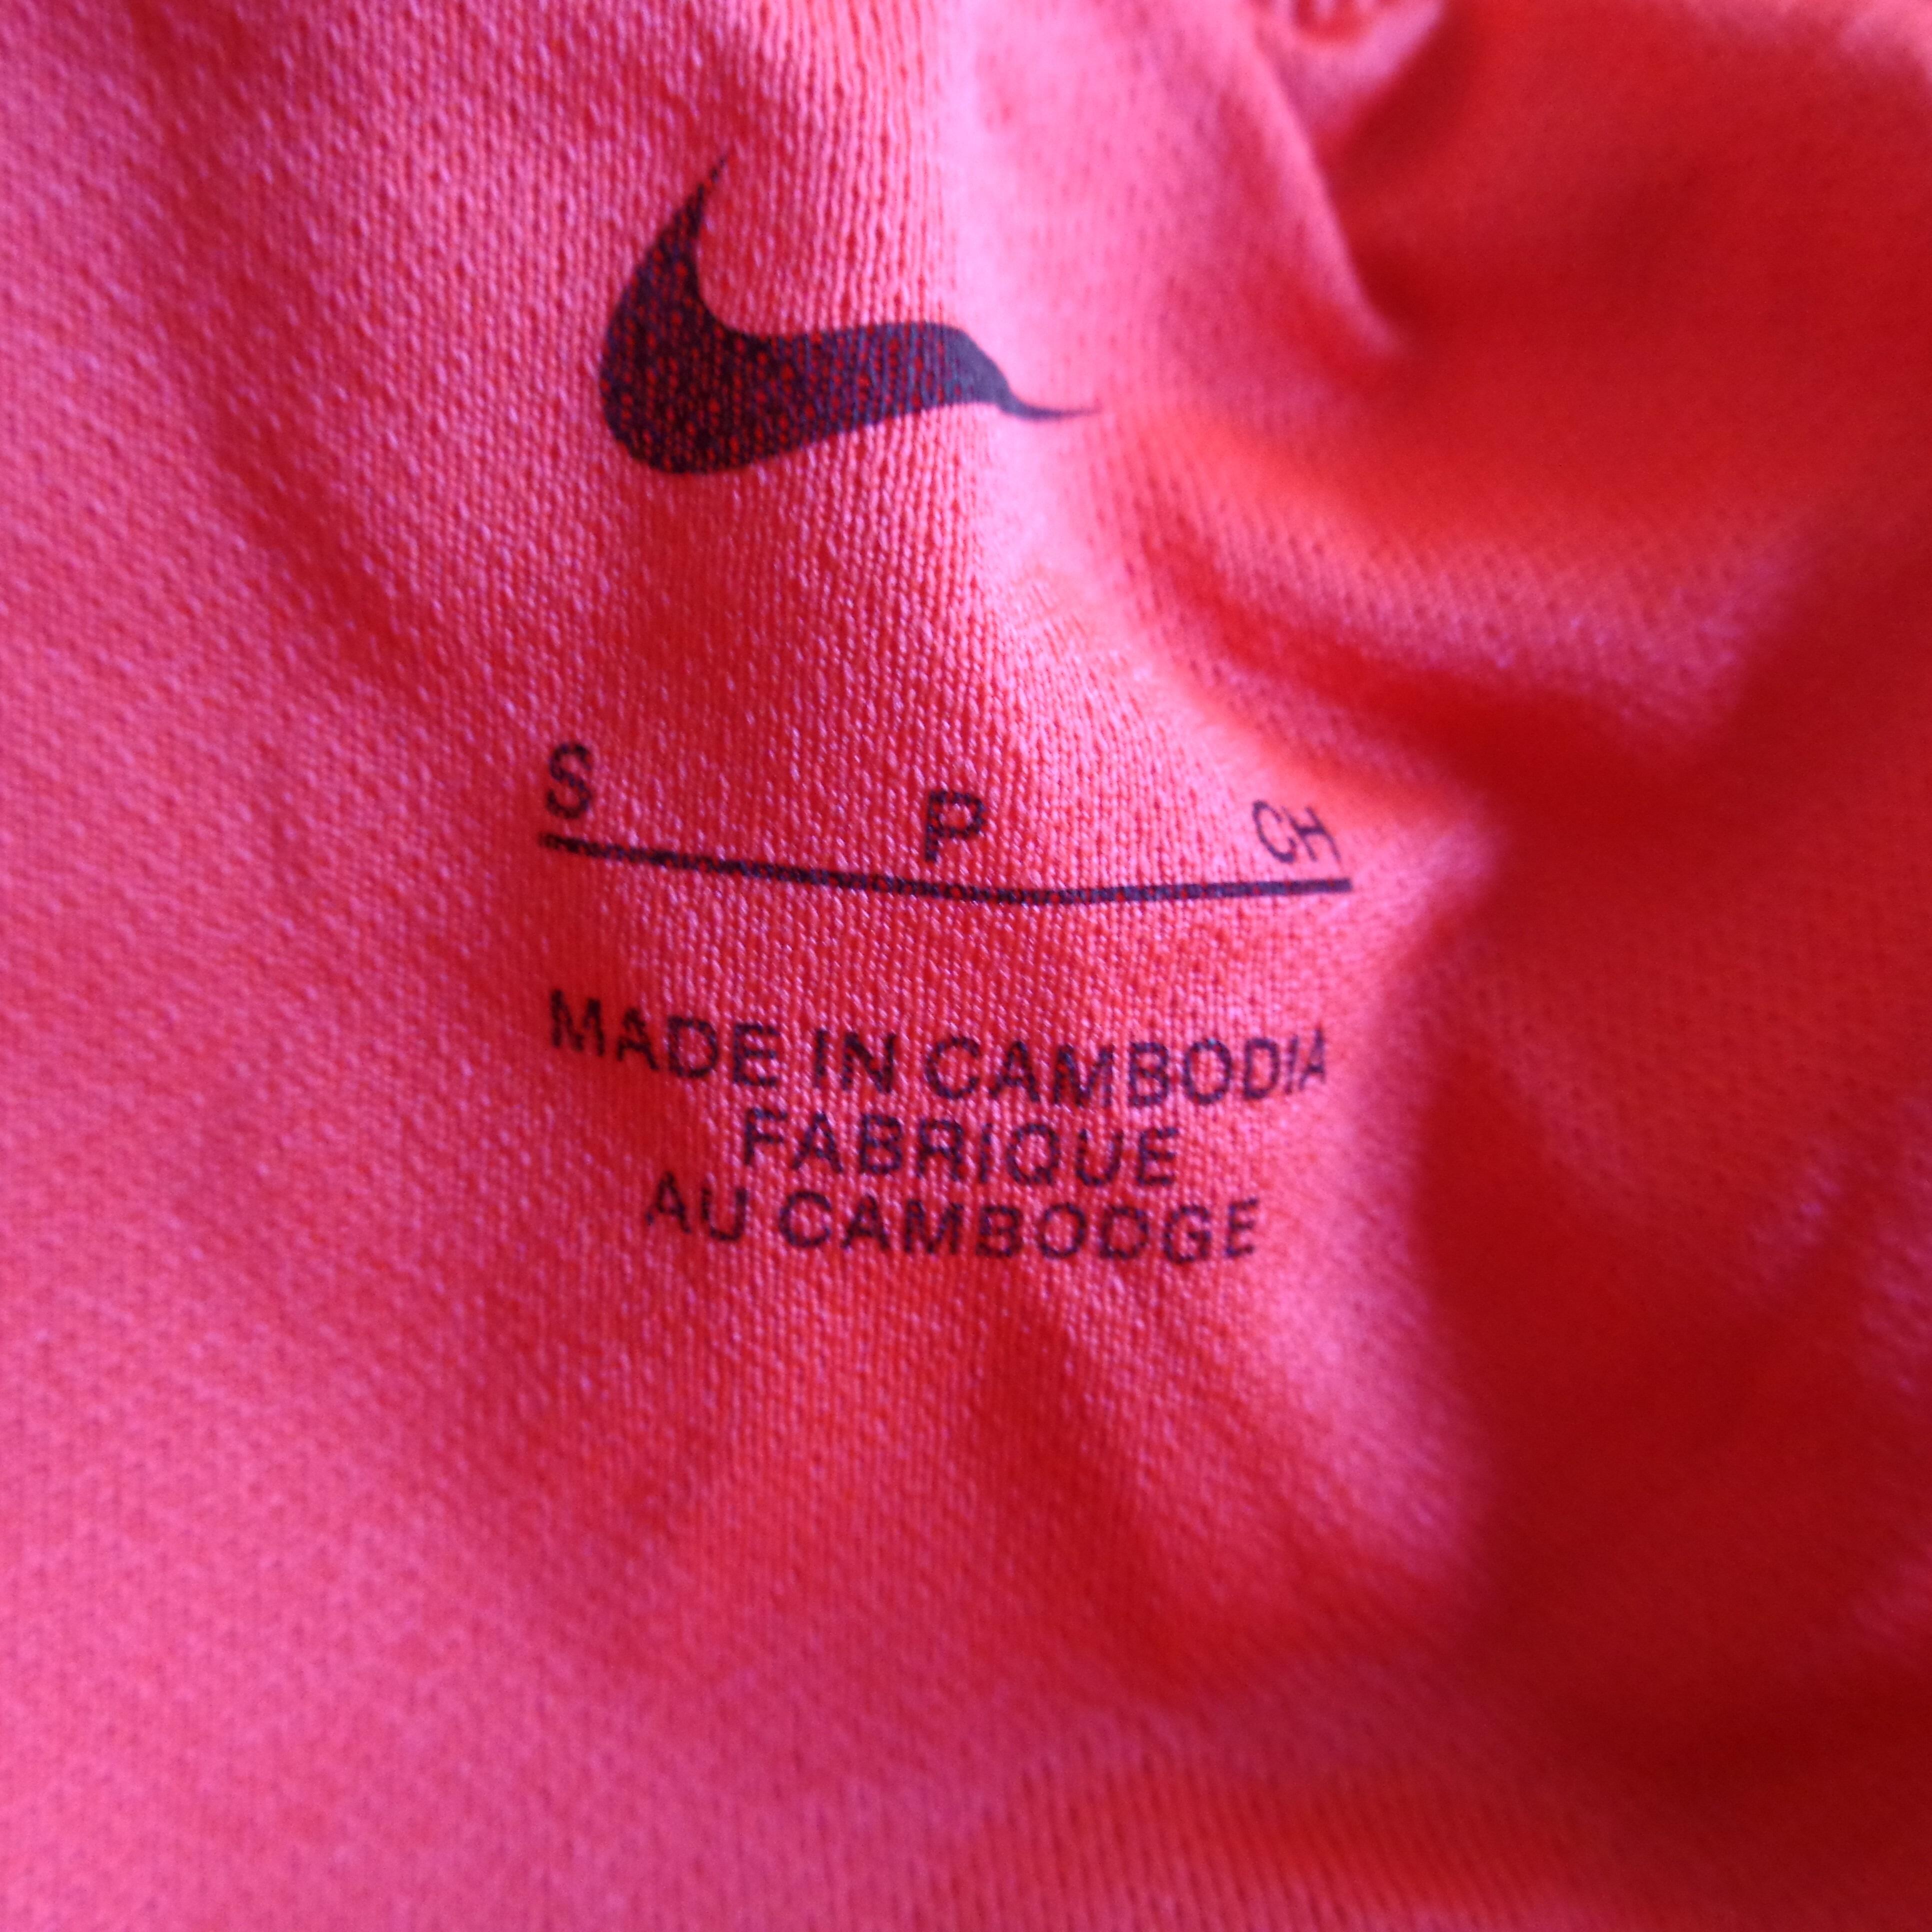 S P CH
MADE IN CAMBODIA
FABRIQUE
AU CAMBODGE